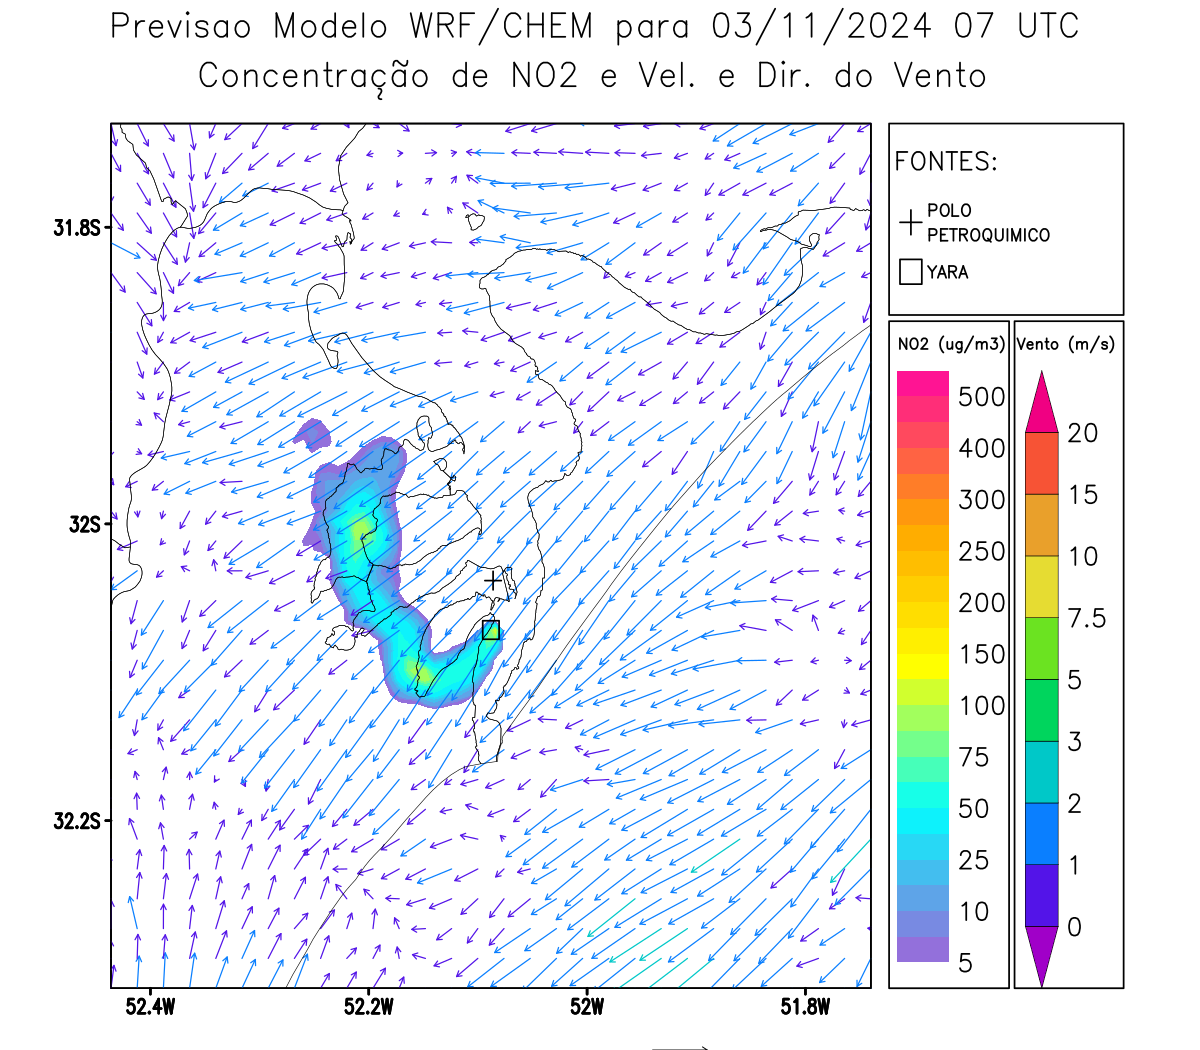 Previsao Modelo WRF/CHEM para 03/11/2024 07 UTC
Concentração de NO2 e Vel. e Dir. do Vento
FONTES:
POLO
PETROQUIMICO
YARA
NO2 (ug/m3)
500
400
300
250
200
150
100
75
50
25
10
5
Vento (m/s)
20
15
10
7.5
5
3
2
1
0
31.8S
32S
32.2S
52.4W
52.2W
52W
51.8W